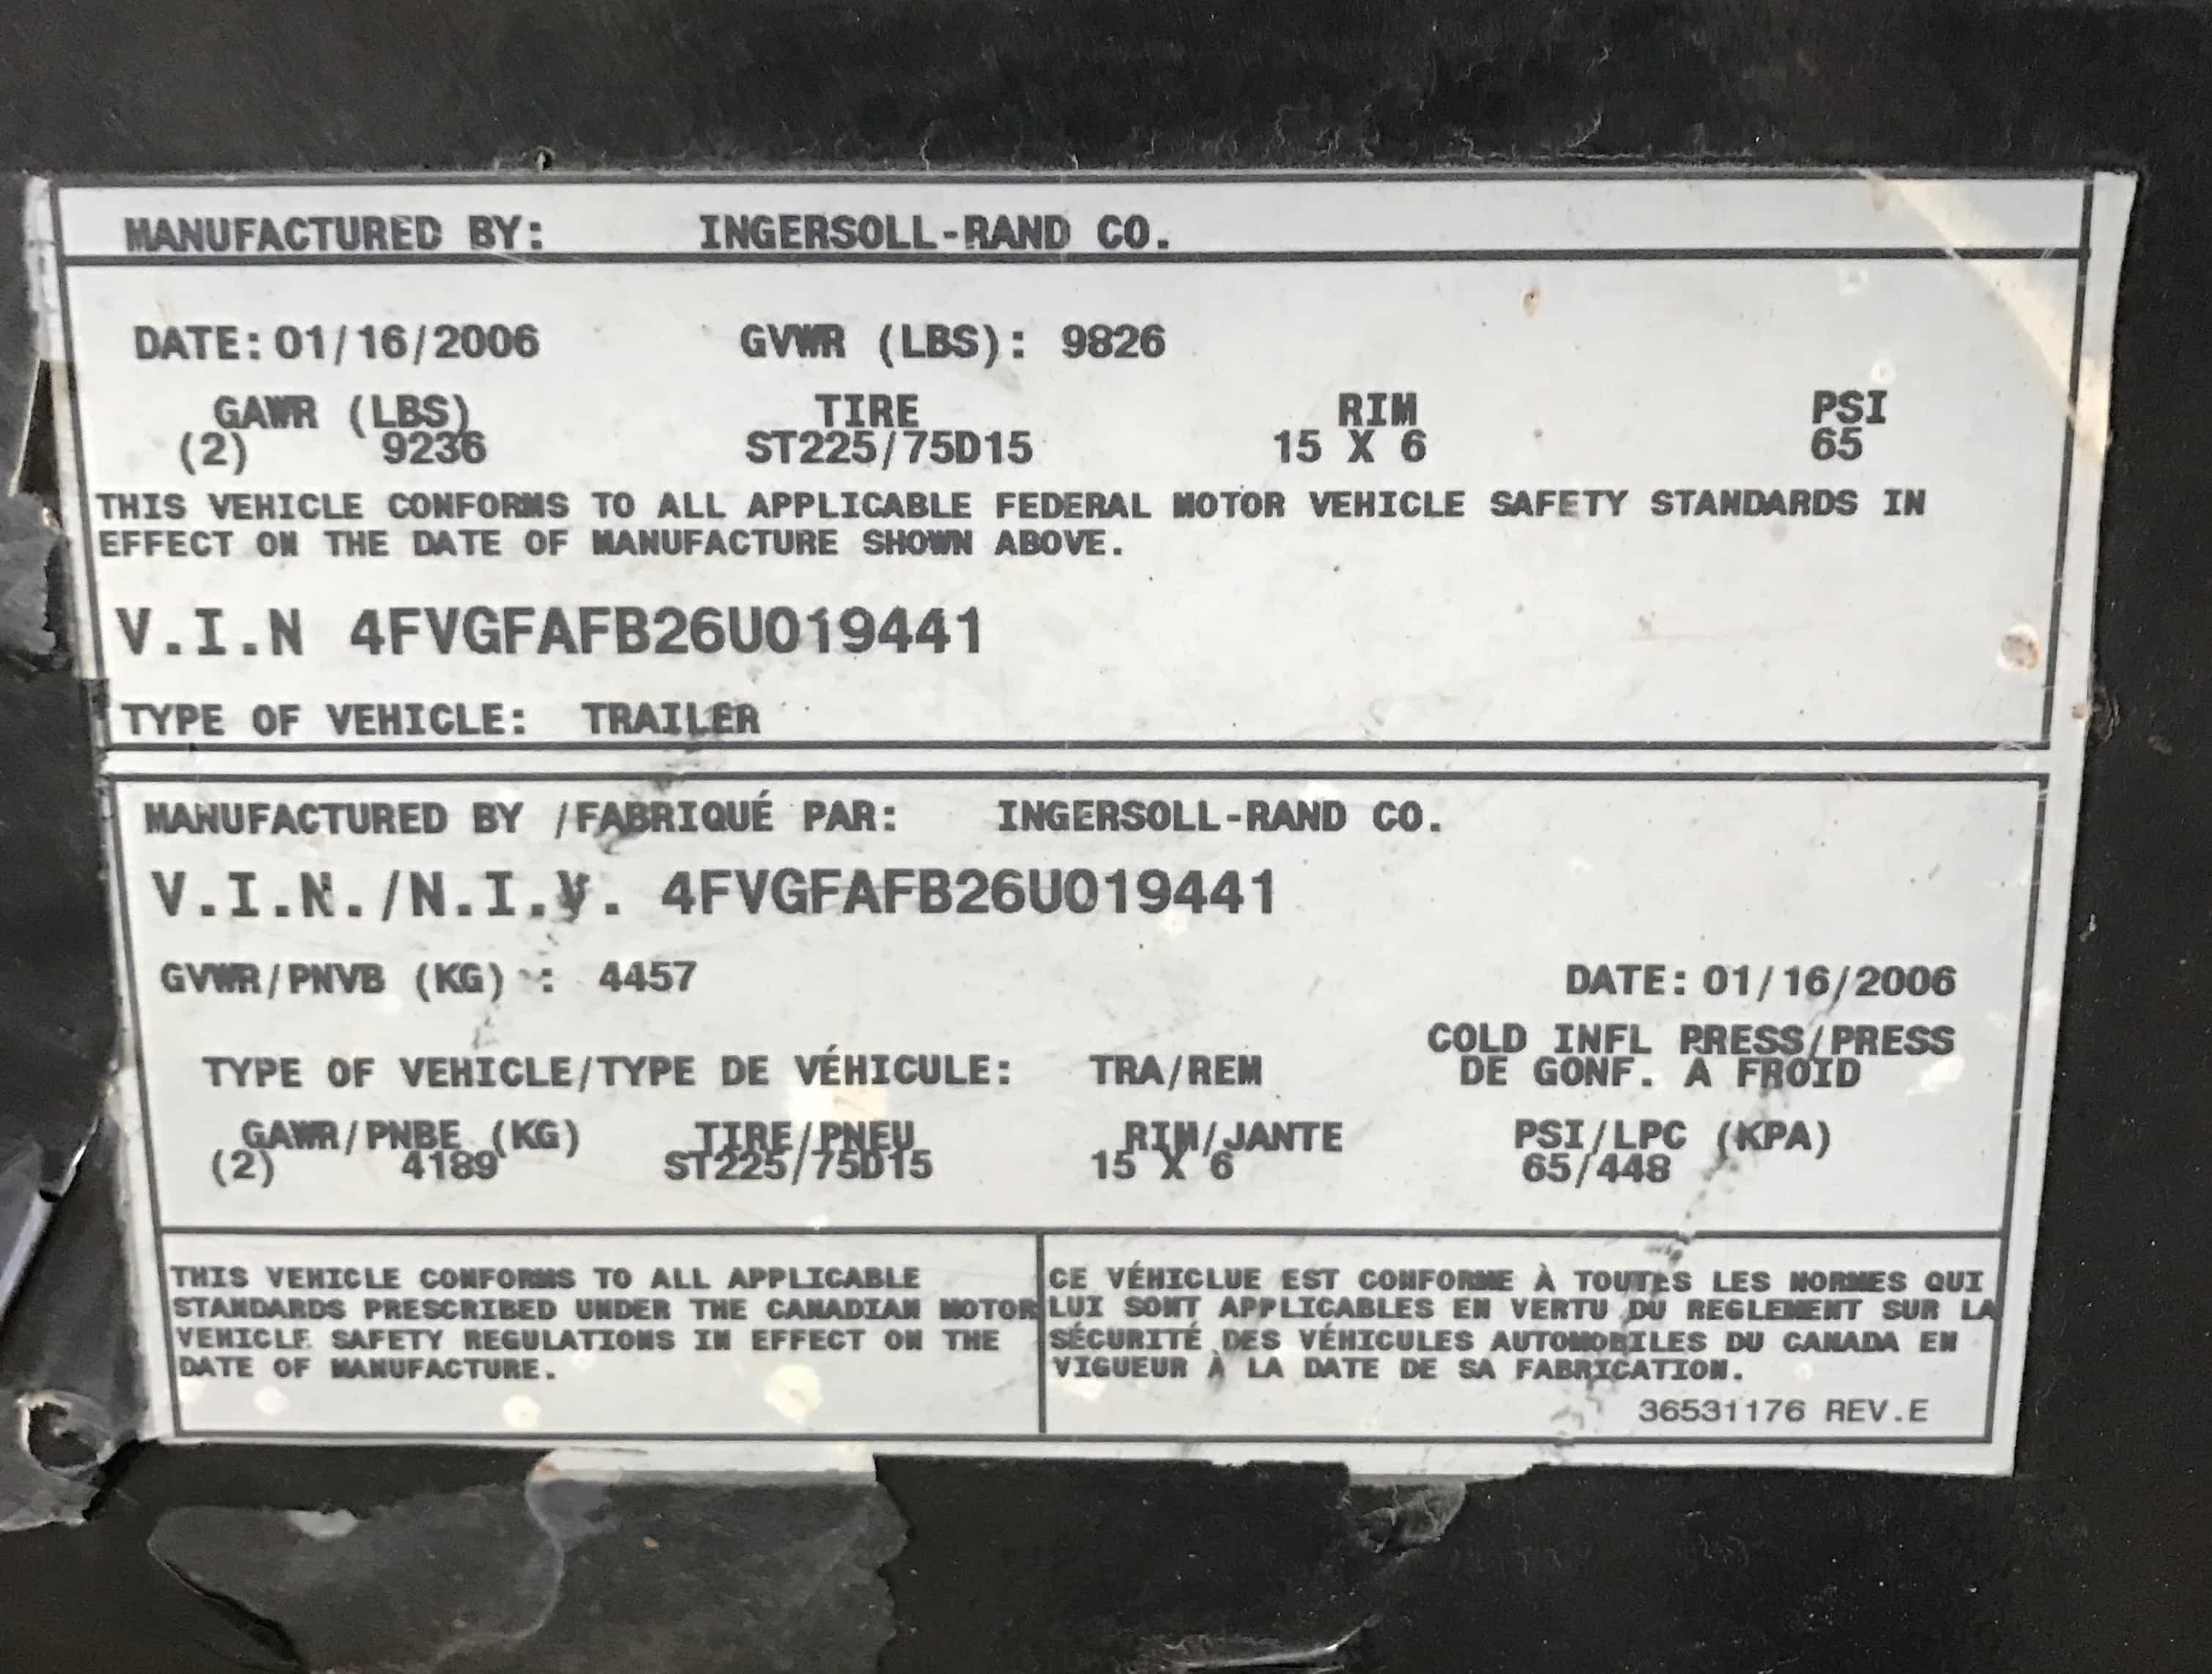 MANUFACTURED BY: INGERSOLL-RAND CO.
DATE: 01/16/2006 GVWR (LBS): 9826
GAWR (LBS) TIRE RIM PSI
(2) 9236 ST225/75D15 15 X 6 65
THIS VEHICLE CONFORMS TO ALL APPLICABLE FEDERAL MOTOR VEHICLE SAFETY STANDARDS IN
EFFECT ON THE DATE OF MANUFACTURE SHOWN ABOVE.
V.I.N 4FVGFAFB26U019441
TYPE OF VEHICLE: TRAILER
MANUFACTURED BY /FABRIQUÉ PAR: INGERSOLL-RAND CO.
V.I.N./N.I.V. 4FVGFAFB26U019441
GVWR/PNVB (KG) : 4457 DATE: 01/16/2006
COLD INFL PRESS/PRESS
TYPE OF VEHICLE/TYPE DE VÉHICULE: TRA/REM DE GONF. A FROID
GAWR/PNBE (KG) TIRE/PNEU RIM/JANTE PSI/LPC (KPA)
(2) 4189 ST225/75D15 15 X 6 65/448
THIS VEHICLE CONFORMS TO ALL APPLICABLE
STANDARDS PRESCRIBED UNDER THE CANADIAN MOTOR
VEHICLE SAFETY REGULATIONS IN EFFECT ON THE
DATE OF MANUFACTURE.
CE VÉHICLUE EST CONFORME À TOUTES LES NORMES QUI
LUI SONT APPLICABLES EN VERTU DU REGLEMENT SUR LA
SÉCURITÉ DES VÉHICULES AUTOMOBILES DU CANADA EN
VIGUEUR À LA DATE DE SA FABRICATION.
36531176 REV.E